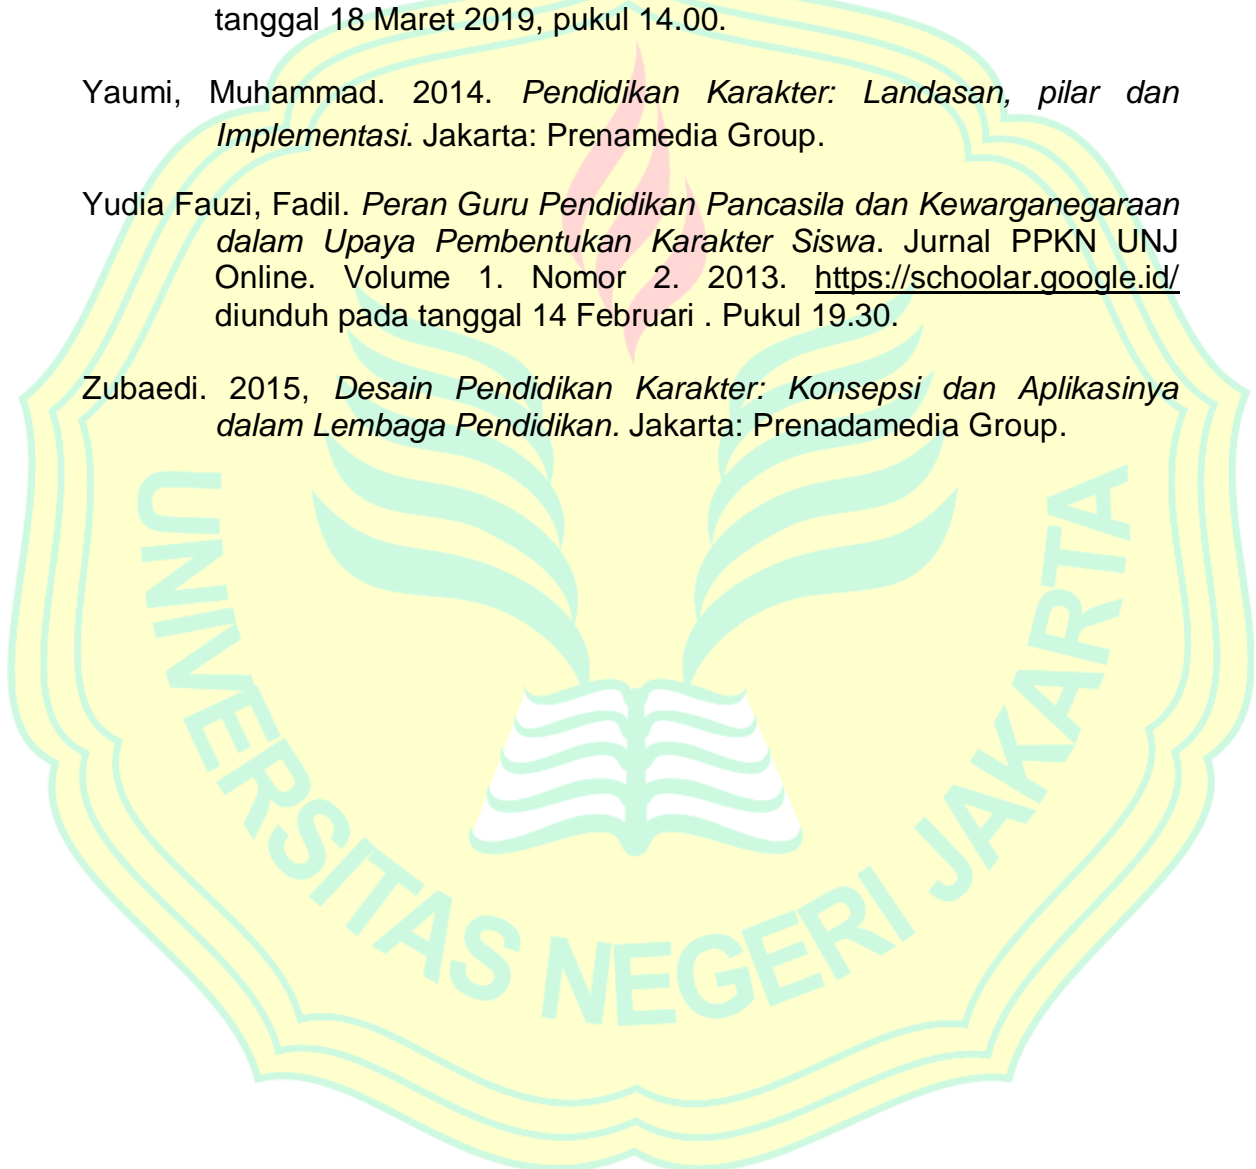 tanggal 18 Maret 2019, pukul 14.00.
Yaumi, Muhammad. 2014. Pendidikan Karakter: Landasan, pilar dan
Implementasi. Jakarta: Prenamedia Group.
Yudia Fauzi, Fadil. Peran Guru Pendidikan Pancasila dan Kewarganegaraan
dalam Upaya Pembentukan Karakter Siswa. Jurnal PPKN UNJ
Online. Volume 1. Nomor 2. 2013. https://schoolar.google.id/
diunduh pada tanggal 14 Februari . Pukul 19.30.
Zubaedi. 2015, Desain Pendidikan Karakter: Konsepsi dan Aplikasinya
dalam Lembaga Pendidikan. Jakarta: Prenadamedia Group.
UNIVERSITAS NEGERI JAKARTA